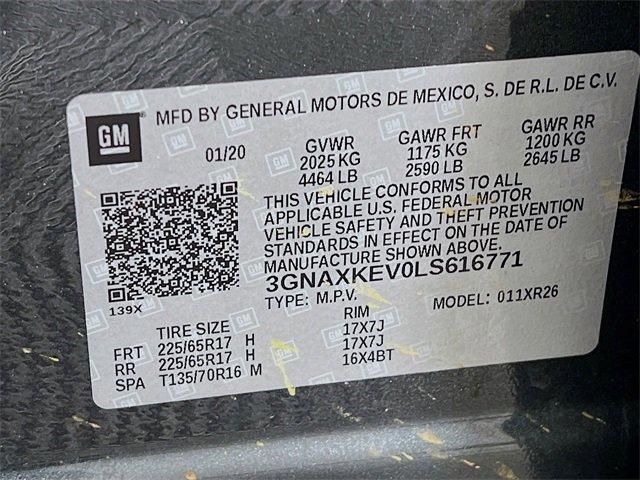 GM
MFD BY GENERAL MOTORS DE MEXICO, S. DE R.L. DE C.V.
01/20 GVWR GAWR FRT GAWR RR
2025 KG 1175 KG 1200 KG
4464 LB 2590 LB 2645 LB
THIS VEHICLE CONFORMS TO ALL
APPLICABLE U.S. FEDERAL MOTOR
VEHICLE SAFETY AND THEFT PREVENTION
STANDARDS IN EFFECT ON THE DATE OF
MANUFACTURE SHOWN ABOVE.
3GNAXKEV0LS616771
139X TYPE: M.P.V. MODEL: 011XR26
TIRE SIZE RIM
FRT 225/65R17 H 17X7J
RR 225/65R17 H 17X7J
SPA T135/70R16 M 16X4BT